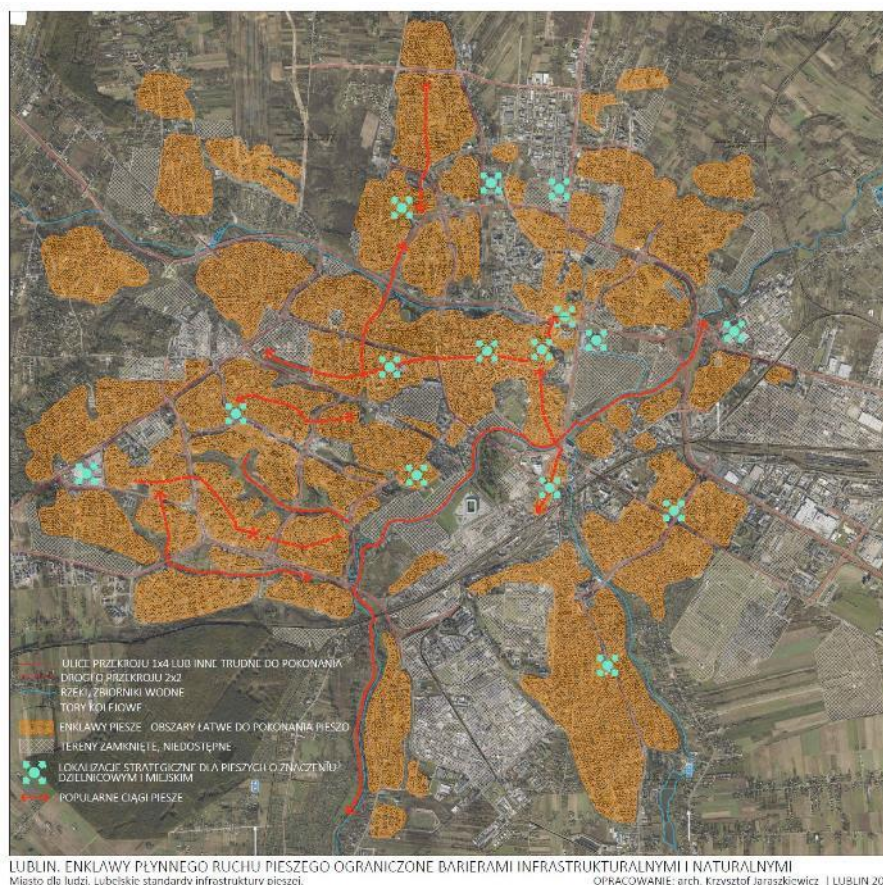 ULICE PRZEKROJU 1x4 LUB INNE TRUDNE DO POKONANIA
DROGI O PRZEKROJU 2x2
RZEKI, ZBIORNIKI WODNE
TORY KOLEJOWE
ENKLAWY PIESZE OBSZARY ŁATWE DO POKONANIA PIESZO
TERENY ZAMKNIĘTE, NIEDOSTĘPNE
LOKALIZACJE STRATEGICZNE DLA PIESZYCH O ZNACZENIU
DZIELNICOWYM I MIEJSKIM
POPULARNE CIĄGI PIESZE
LUBLIN. ENKLAWY PŁYNNEGO RUCHU PIESZEGO OGRANICZONE BARIERAMI INFRASTRUKTURALNYMI I NATURALNYMI
Miasto dla ludzi. Lubelskie standardy infrastruktury pieszej. OPRACOWANIE: arch. Krzysztof Jaraszkiewicz | LUBLIN 20